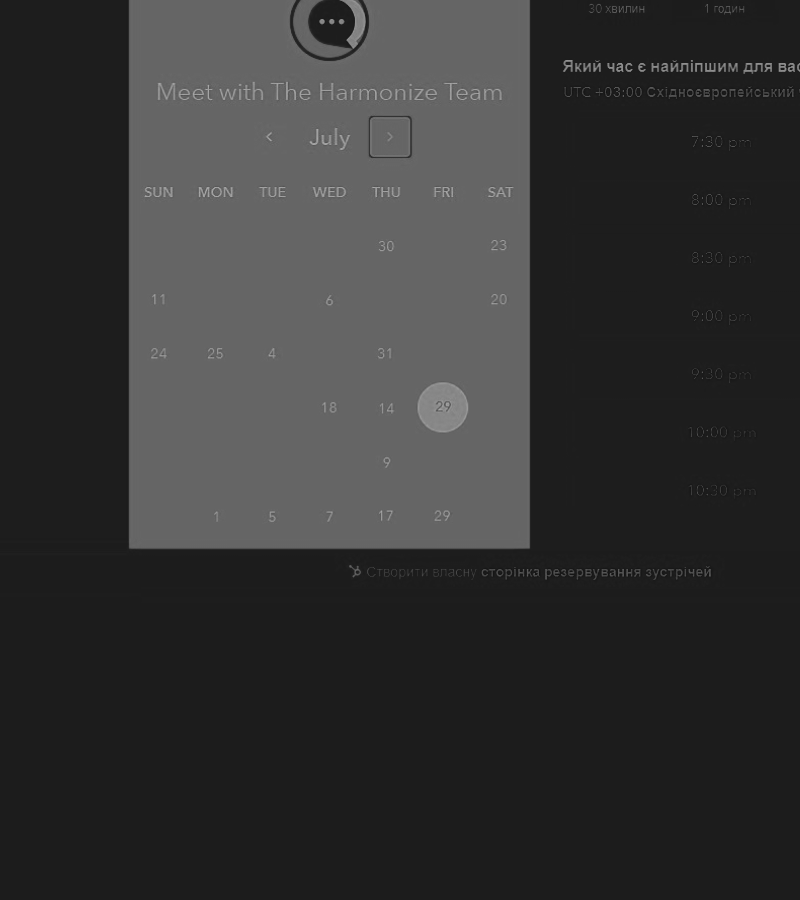 30 хвилин 1 годин
Meet with The Harmonize Team
July
SUN MON TUE WED THU FRI SAT
30 23
11 6 20
24 25 4 31
18 14 29
9
1 5 7 17 29
Який час є найліпшим для вас
UTC +03:00 Східноєвропейський
7:30 pm
8:00 pm
8:30 pm
9:00 pm
9:30 pm
10:00 pm
10:30 pm
Створити власну сторінка резервування зустрічей